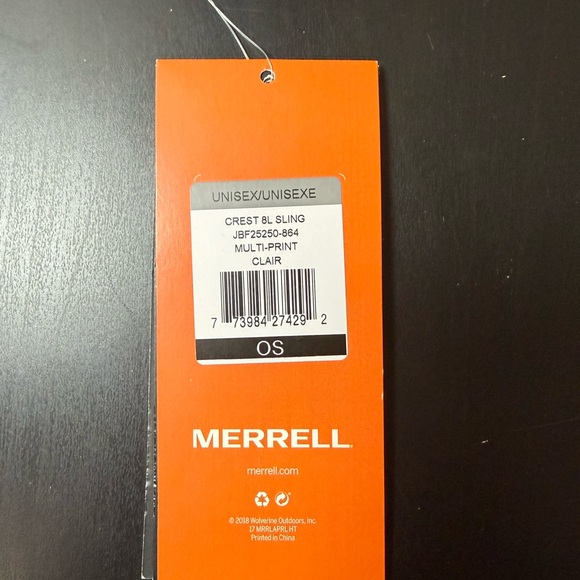 UNISEX/UNISEXE
CREST 8L SLING
JBF25250-864
MULTI-PRINT
CLAIR
7 73984 27429 2
OS
MERRELL
merrell.com
© 2018 Wolverine Outdoors, Inc.
17 MRRLAPRL HT
Printed in China